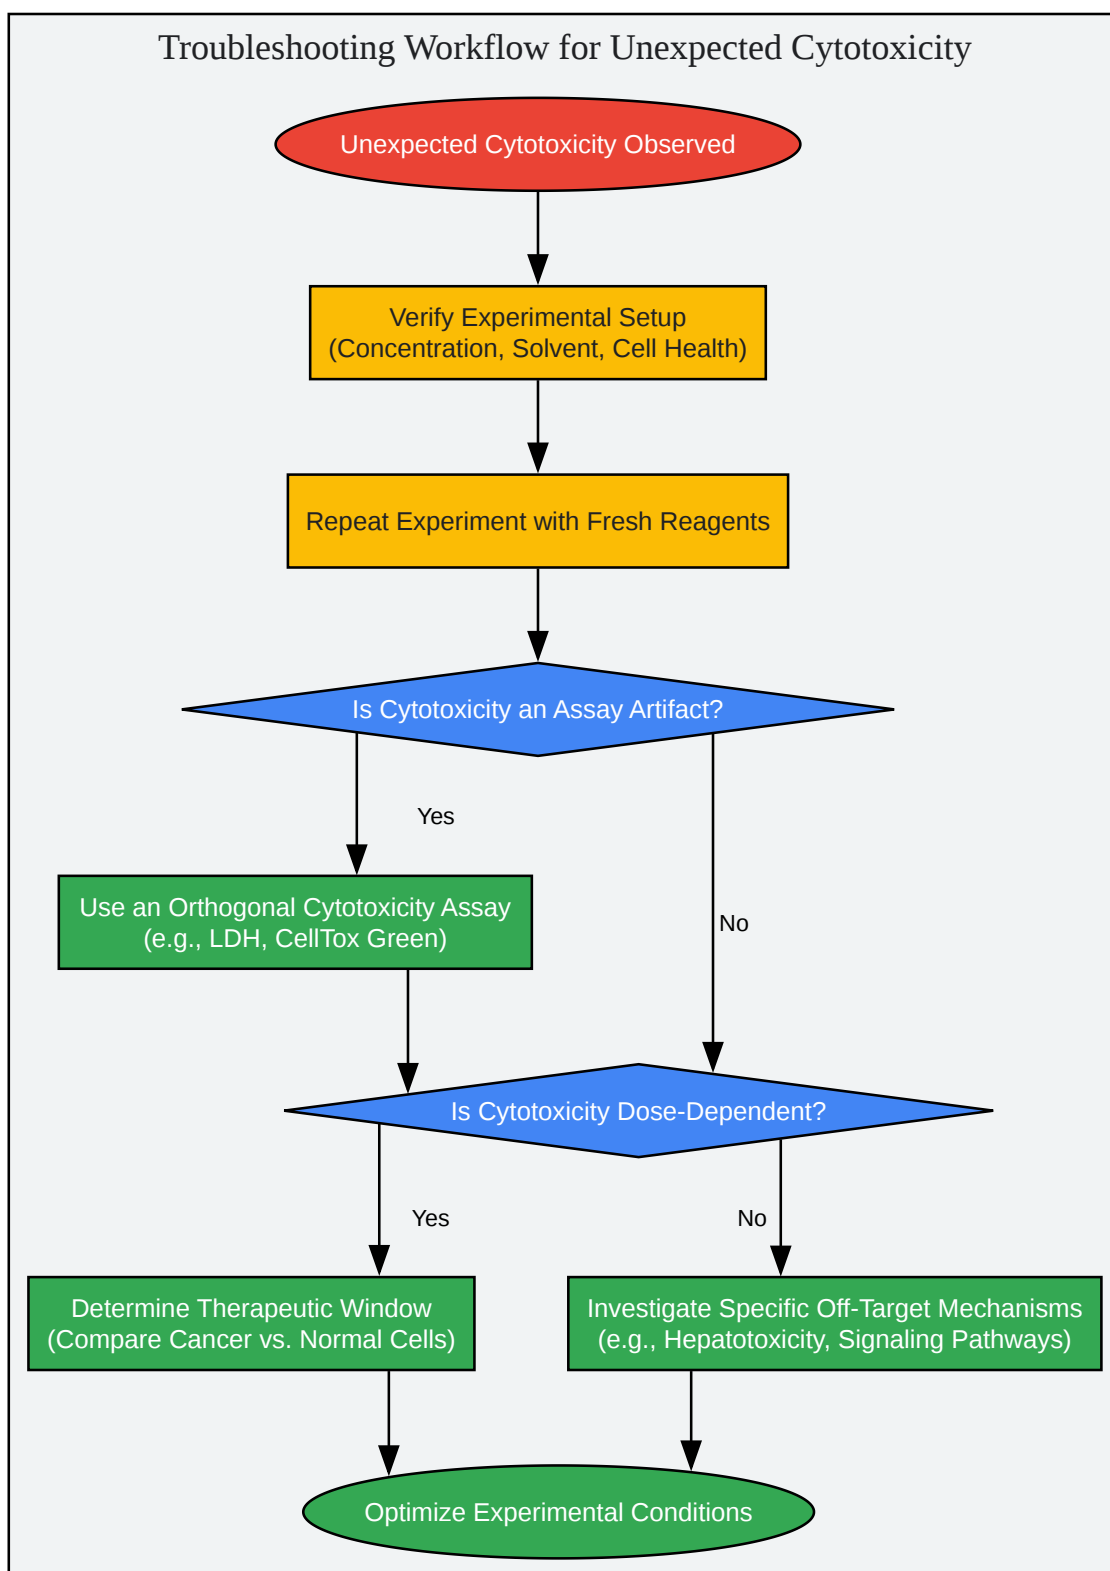 Troubleshooting Workflow for Unexpected Cytotoxicity
Unexpected Cytotoxicity Observed
Verify Experimental Setup
(Concentration, Solvent, Cell Health)
Repeat Experiment with Fresh Reagents
Is Cytotoxicity an Assay Artifact?
Yes
Use an Orthogonal Cytotoxicity Assay
(e.g., LDH, CellTox Green)
No
Is Cytotoxicity Dose-Dependent?
Yes
No
Determine Therapeutic Window
(Compare Cancer vs. Normal Cells)
Investigate Specific Off-Target Mechanisms
(e.g., Hepatotoxicity, Signaling Pathways)
Optimize Experimental Conditions